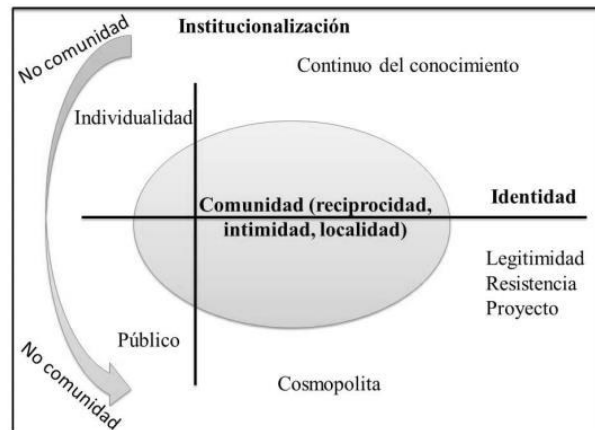 No comunidad
Institucionalización
Continuo del conocimiento
Individualidad
Comunidad (reciprocidad,
intimidad, localidad)
Identidad
Legitimidad
Resistencia
Proyecto
Público
No comunidad
Cosmopolita